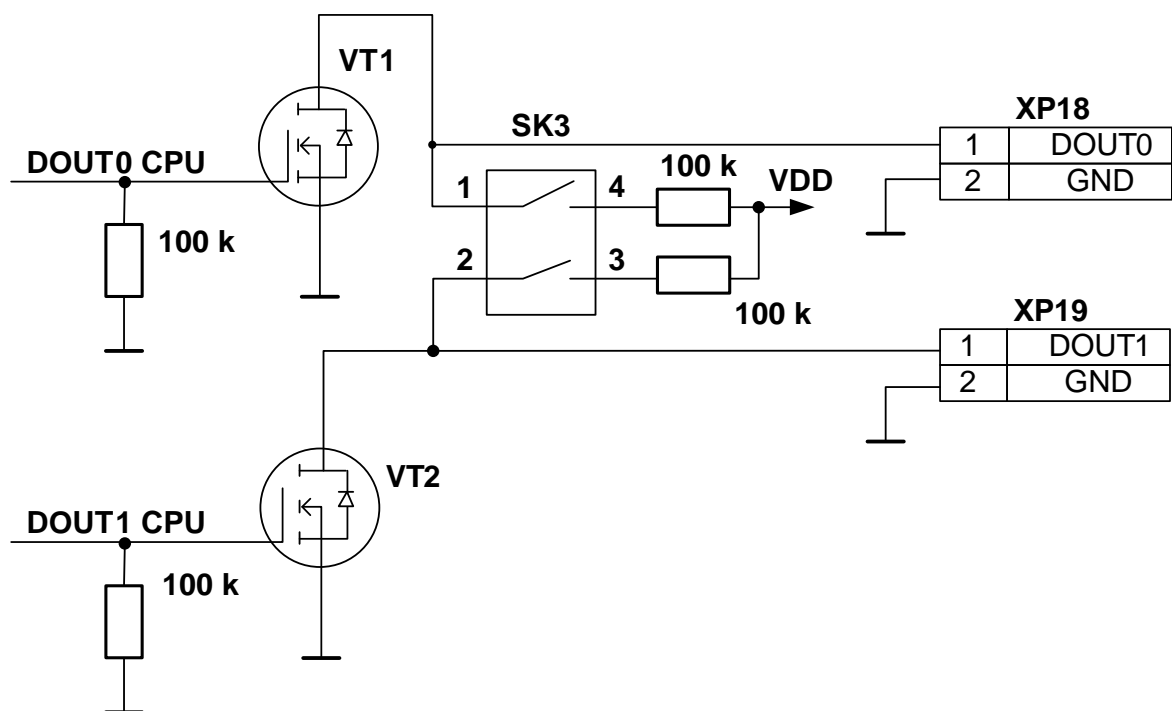 VT1
DOUT0 CPU
100 k
SK3
1
4
100 k
VDD
2
3
100 k
XP18
1 DOUT0
2 GND
XP19
1 DOUT1
2 GND
VT2
DOUT1 CPU
100 k